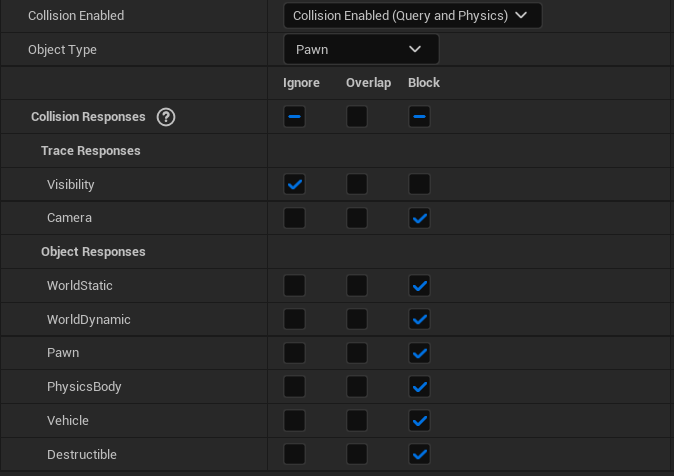 Collision Enabled Collision Enabled (Query and Physics)
Object Type Pawn
Ignore Overlap Block
Collision Responses ?
Trace Responses
Visibility
Camera
Object Responses
WorldStatic
WorldDynamic
Pawn
PhysicsBody
Vehicle
Destructible